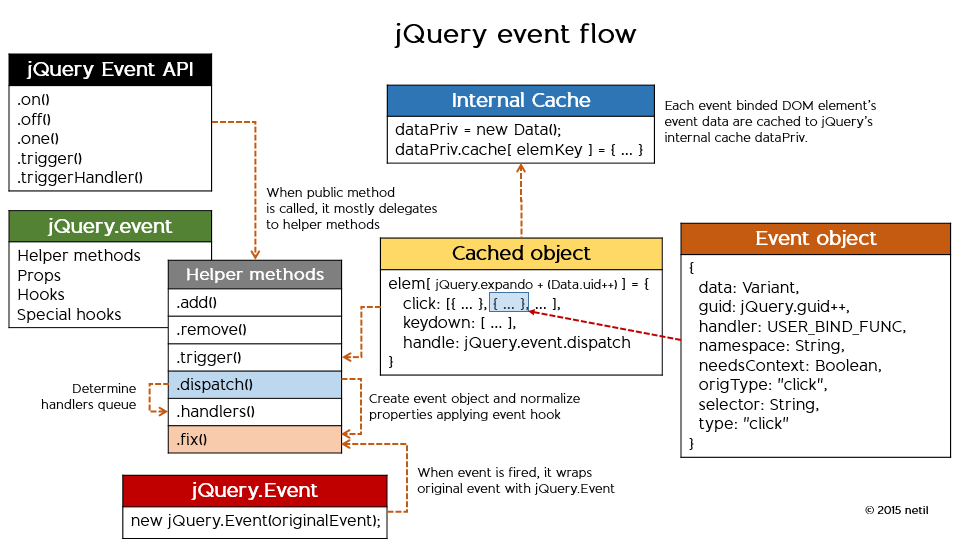 jQuery event flow
jQuery Event API
.on()
.off()
.one()
.trigger()
.triggerHandler()
Internal Cache
dataPriv = new Data();
dataPriv.cache[ elemKey ] = { ... }
Each event binded DOM element's
event data are cached to jQuery's
internal cache dataPriv.
When public method
is called, it mostly delegates
to helper methods
jQuery.event
Helper methods
Props
Hooks
Special hooks
Helper methods
.add()
.remove()
.trigger()
.dispatch()
.handlers()
.fix()
Determine
handlers queue
Cached object
elem[ jQuery.expando + (Data.uid++) ] = {
click: [{ ... }, { ... }, ... ],
keydown: [ ... ],
handle: jQuery.event.dispatch
}
Event object
{
data: Variant,
guid: jQuery.guid++,
handler: USER_BIND_FUNC,
namespace: String,
needsContext: Boolean,
origType: "click",
selector: String,
type: "click"
}
Create event object and normalize
properties applying event hook
When event is fired, it wraps
original event with jQuery.Event
jQuery.Event
new jQuery.Event(originalEvent);
© 2015 netil